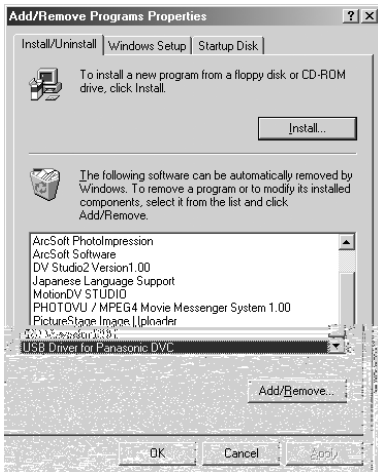 Add/Remove Programs Properties
Install/Uninstall Windows Setup Startup Disk
To install a new program from a floppy disk or CD-ROM
drive, click Install.
Install...
The following software can be automatically removed by
Windows. To remove a program or to modify its installed
components, select it from the list and click
Add/Remove.
ArcSoft PhotoImpression
ArcSoft Software
DV Studio2 Version1.00
Japanese Language Support
MotionDV STUDIO
PHOTOVU / MPEG4 Movie Messenger System 1.00
PictureStage Image Uploader
USB Driver for Panasonic DVC
Add/Remove...
OK Cancel Apply